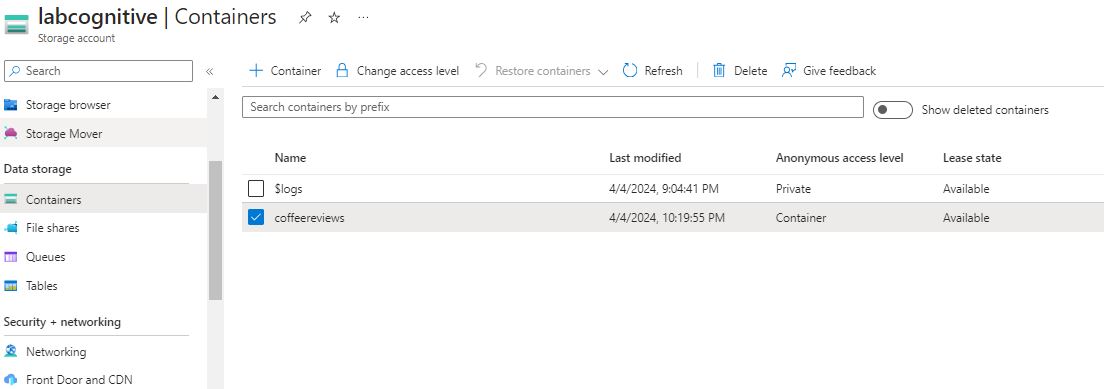 labcognitive | Containers ...
Storage account
Search
«
+ Container
Change access level
Restore containers
Refresh
Delete
Give feedback
Storage browser
Storage Mover
Data storage
Containers
File shares
Queues
Tables
Security + networking
Networking
Front Door and CDN
Search containers by prefix
Show deleted containers
Name Last modified Anonymous access level Lease state
$logs 4/4/2024, 9:04:41 PM Private Available
coffeereviews 4/4/2024, 10:19:55 PM Container Available